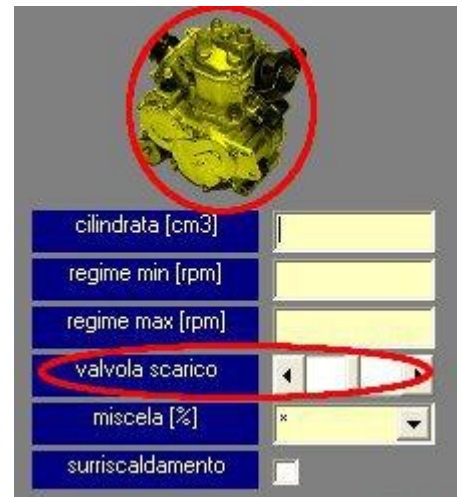 cilindrata [cm3]
regime min [rpm]
regime max [rpm]
valvola scarico
miscela [%]
*
surriscaldamento